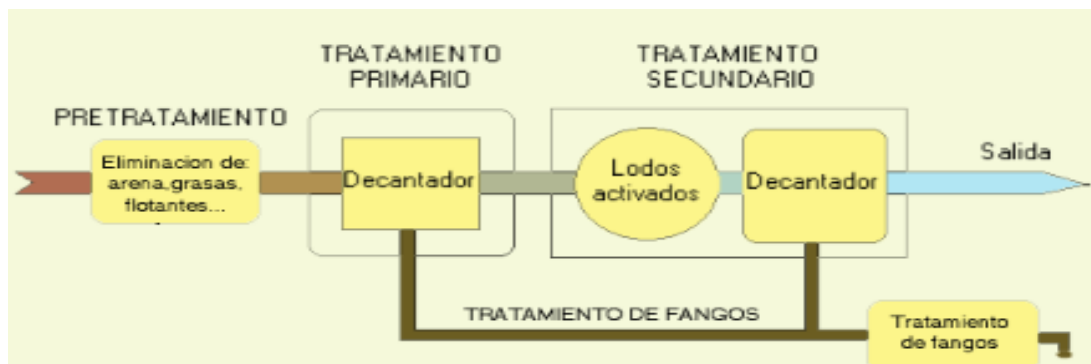 PRETRATAMIENTO
Eliminacion de:
arena,grasas,
flotantes...
TRATAMIENTO
PRIMARIO
Decantador
TRATAMIENTO
SECUNDARIO
Lodos
activados
Decantador
Salida
TRATAMIENTO DE FANGOS
Tratamiento
de fangos